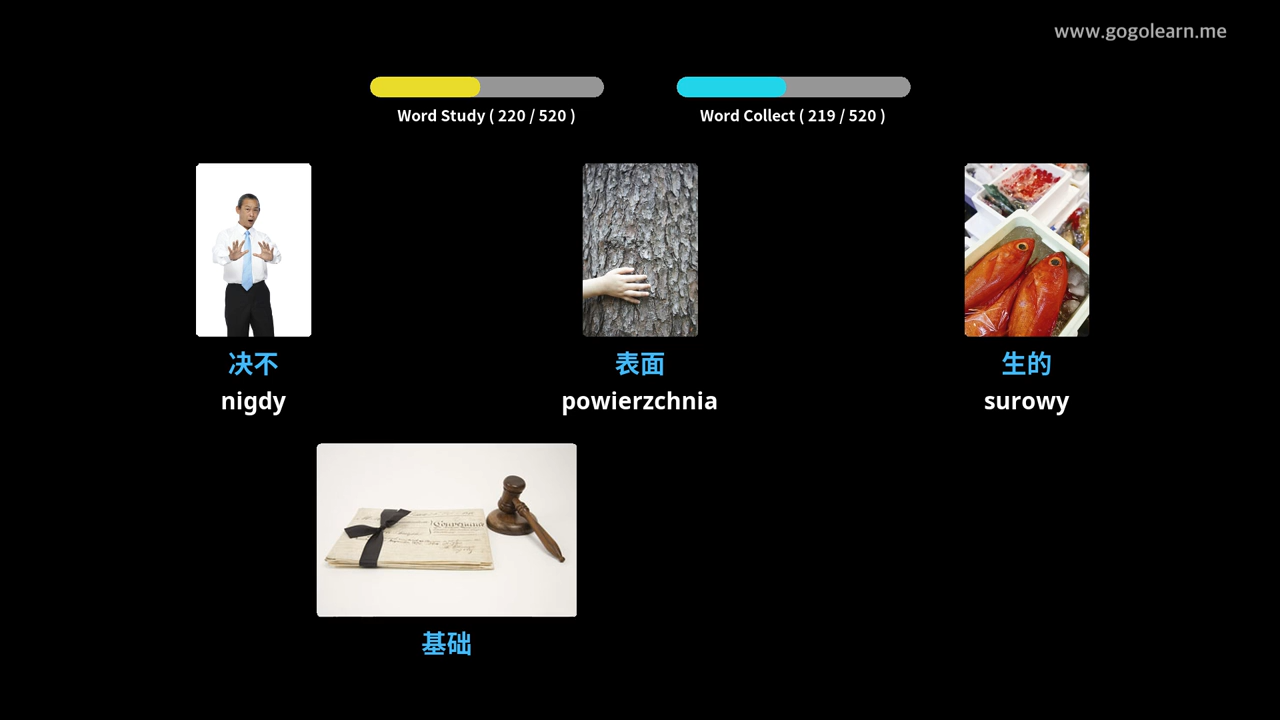 www.gogolearn.me
Word Study ( 220 / 520 )
Word Collect ( 219 / 520 )
决不
表面
生的
nigdy
powierzchnia
surowy
基础